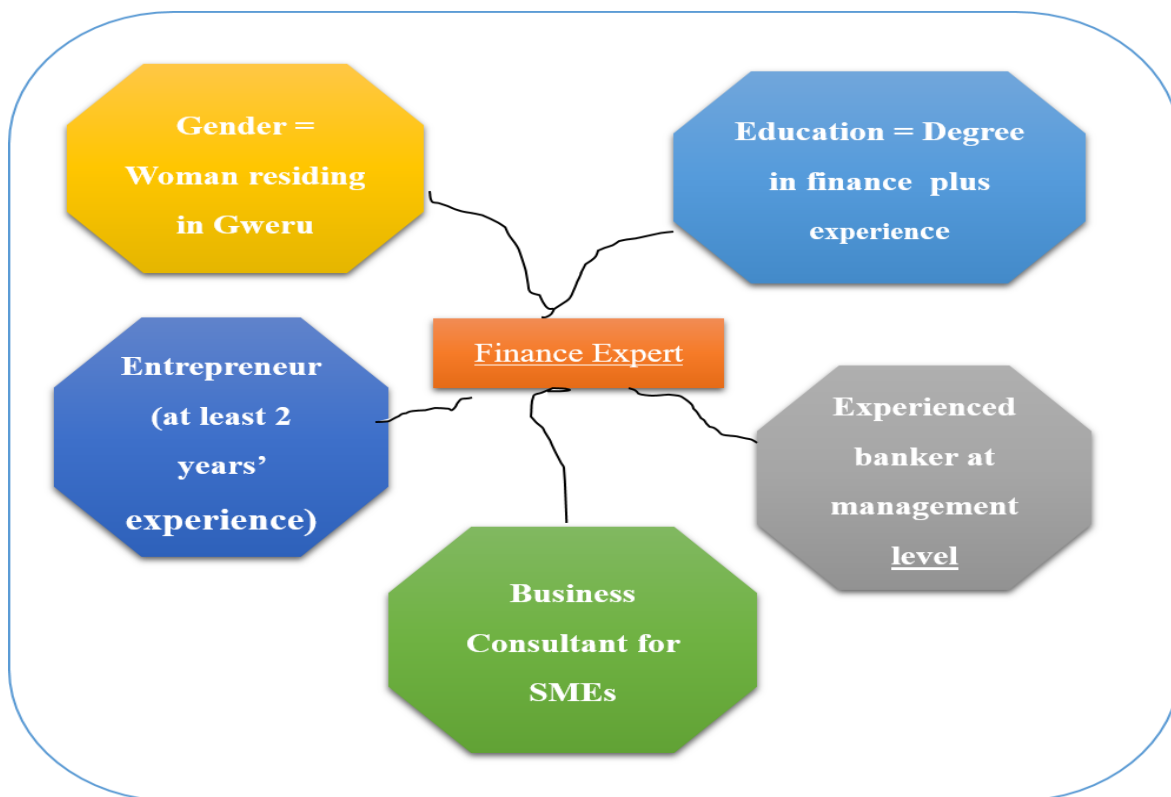 Gender =
Woman residing
in Gweru
Education = Degree
in finance plus
experience
Finance Expert
Entrepreneur
(at least 2
years’
experience)
Experienced
banker at
management
level
Business
Consultant for
SMEs